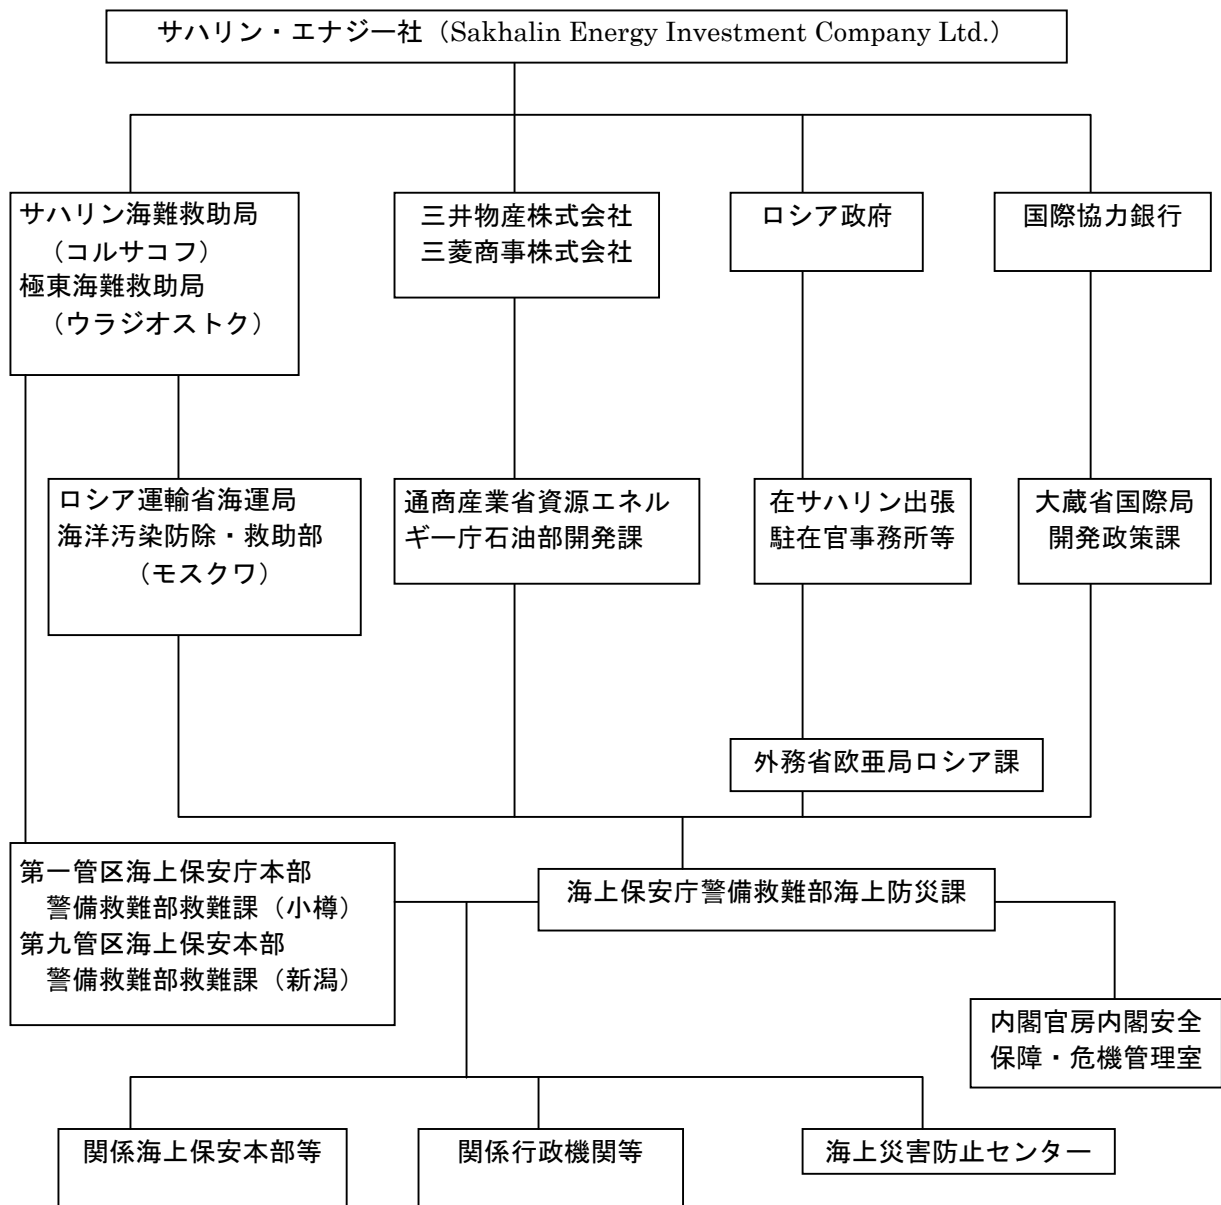 サハリン・エナジー社（Sakhalin Energy Investment Company Ltd.）
サハリン海難救助局
（コルサコフ）
極東海難救助局
（ウラジオストク）
三井物産株式会社
三菱商事株式会社
ロシア政府
国際協力銀行
ロシア運輸省海運局
海洋汚染防除・救助部
（モスクワ）
通商産業省資源エネル
ギー庁石油部開発課
在サハリン出張
駐在官事務所等
大蔵省国際局
開発政策課
外務省欧亜局ロシア課
第一管区海上保安庁本部
警備救難部救難課（小樽）
第九管区海上保安本部
警備救難部救難課（新潟）
海上保安庁警備救難部海上防災課
内閣官房内閣安全
保障・危機管理室
関係海上保安本部等
関係行政機関等
海上災害防止センター